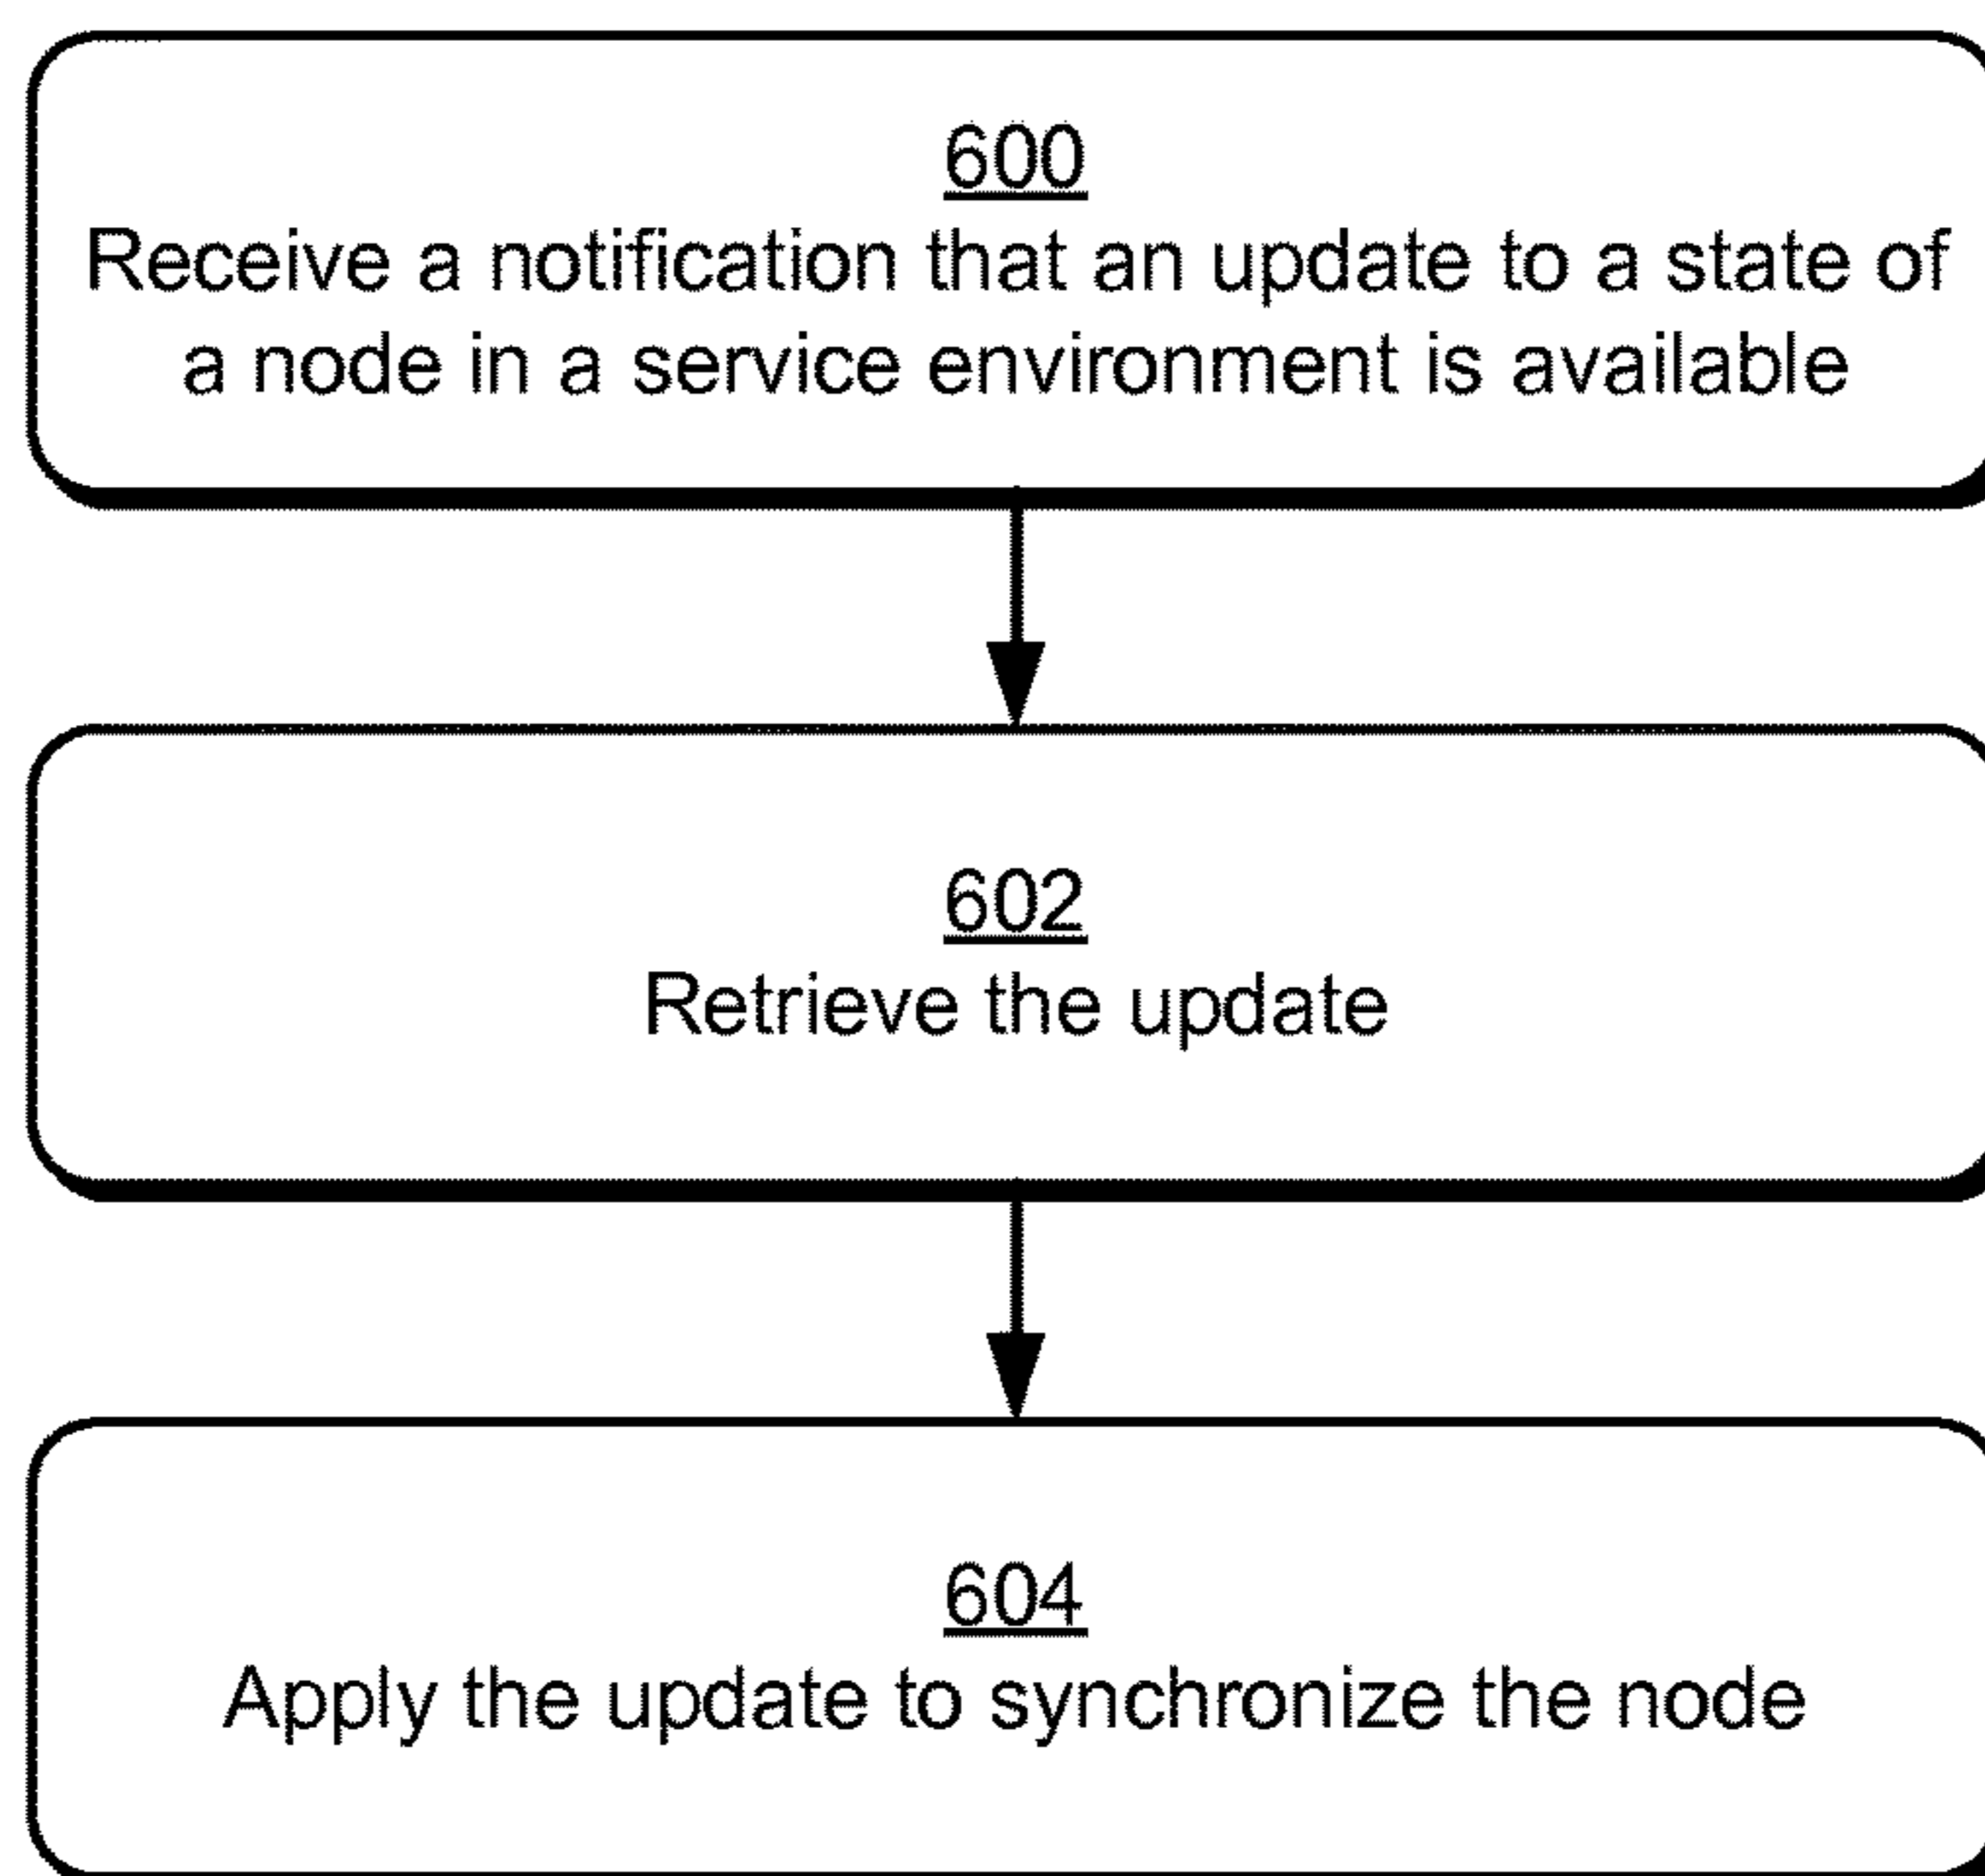 600
Receive a notification that an update to a state of
a node in a service environment is available
602
Retrieve the update
604
Apply the update to synchronize the node